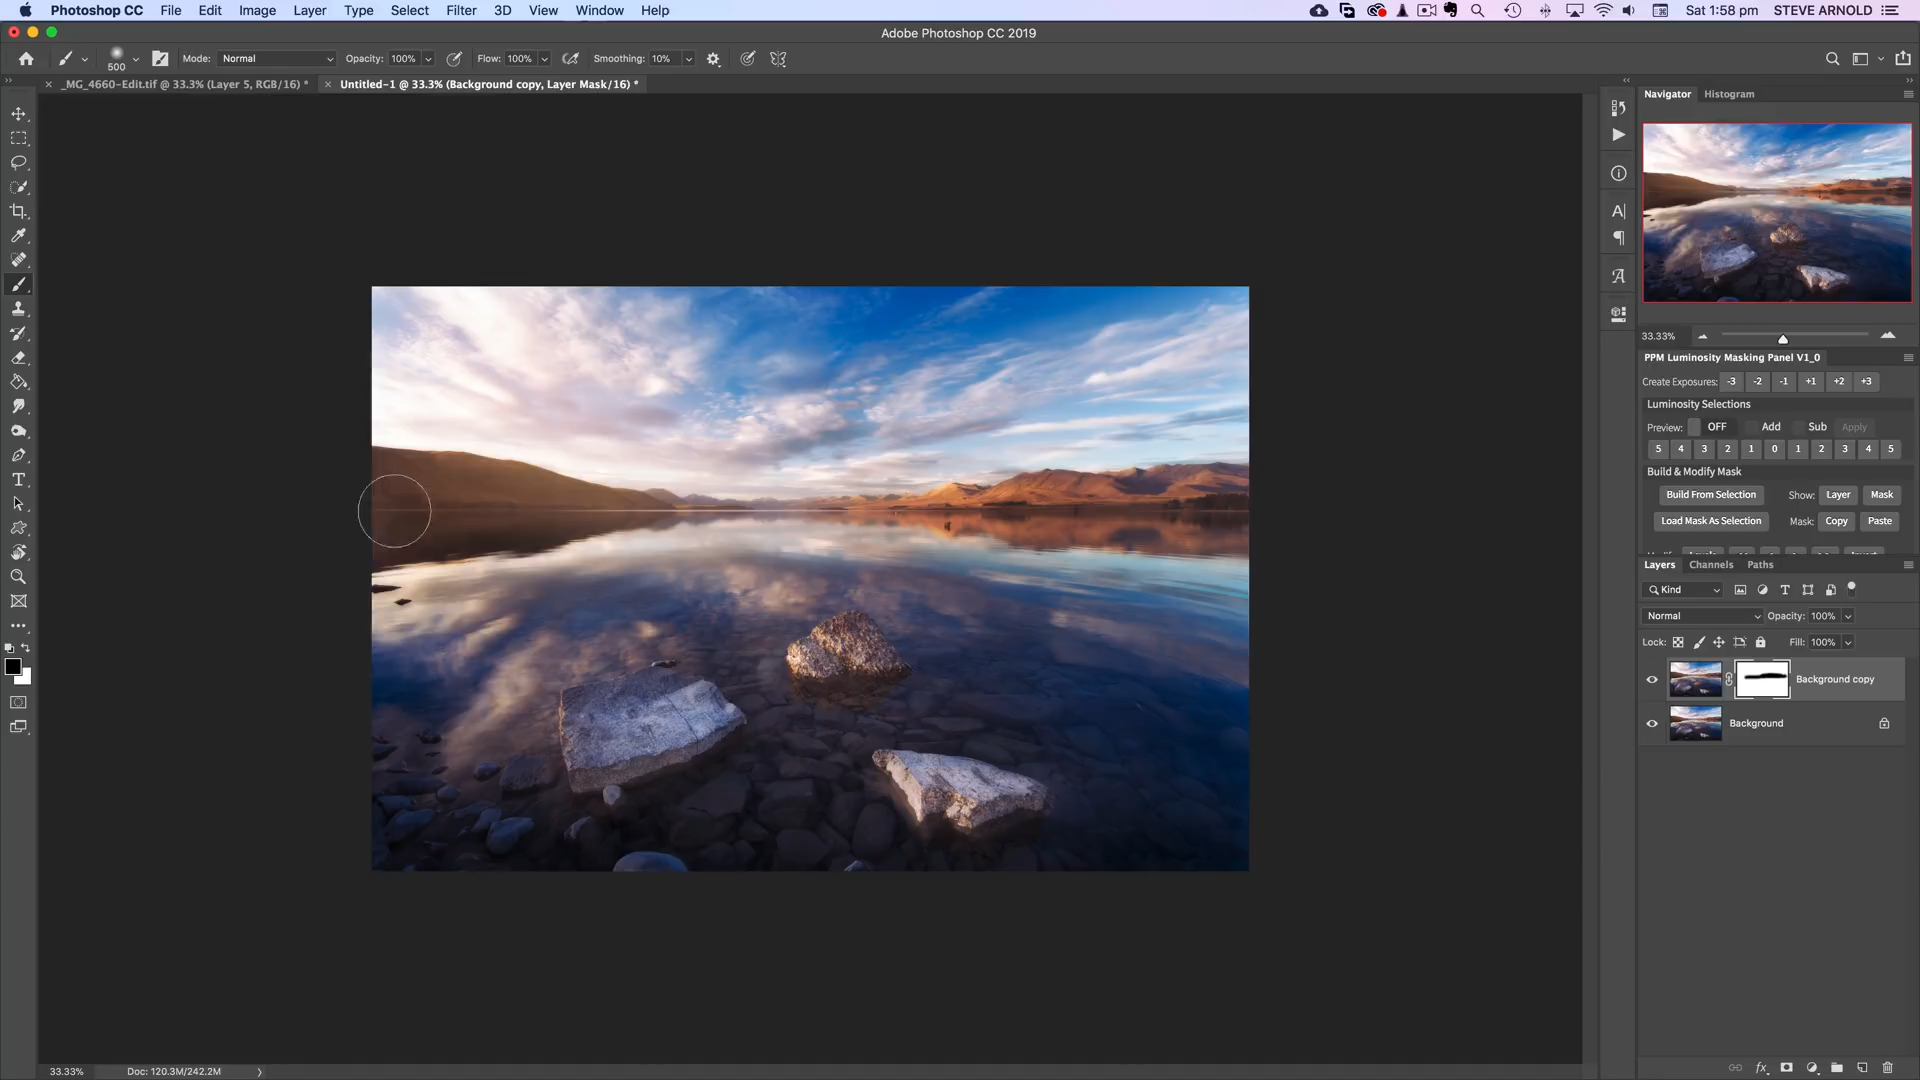 Photoshop CC File Edit Image Layer Type Select Filter 3D View Window Help Sat 1:58 pm STEVE ARNOLD
Adobe Photoshop CC 2019
500 Mode: Normal Opacity: 100% Flow: 100% Smoothing: 10%
_MG_4660-Edit.tif @ 33.3% (Layer 5, RGB/16) * Untitled-1 @ 33.3% (Background copy, Layer Mask/16) *
Navigator Histogram
33.33%
PPM Luminosity Masking Panel V1_0
Create Exposures: -3 -2 -1 +1 +2 +3
Luminosity Selections
Preview: OFF Add Sub Apply
5 4 3 2 1 0 1 2 3 4 5
Build & Modify Mask
Build From Selection Show: Layer Mask
Load Mask As Selection Mask: Copy Paste
Layers Channels Paths
Kind
Normal Opacity: 100%
Lock: Fill: 100%
Background copy
Background
33.33% Doc: 120.3M/242.2M